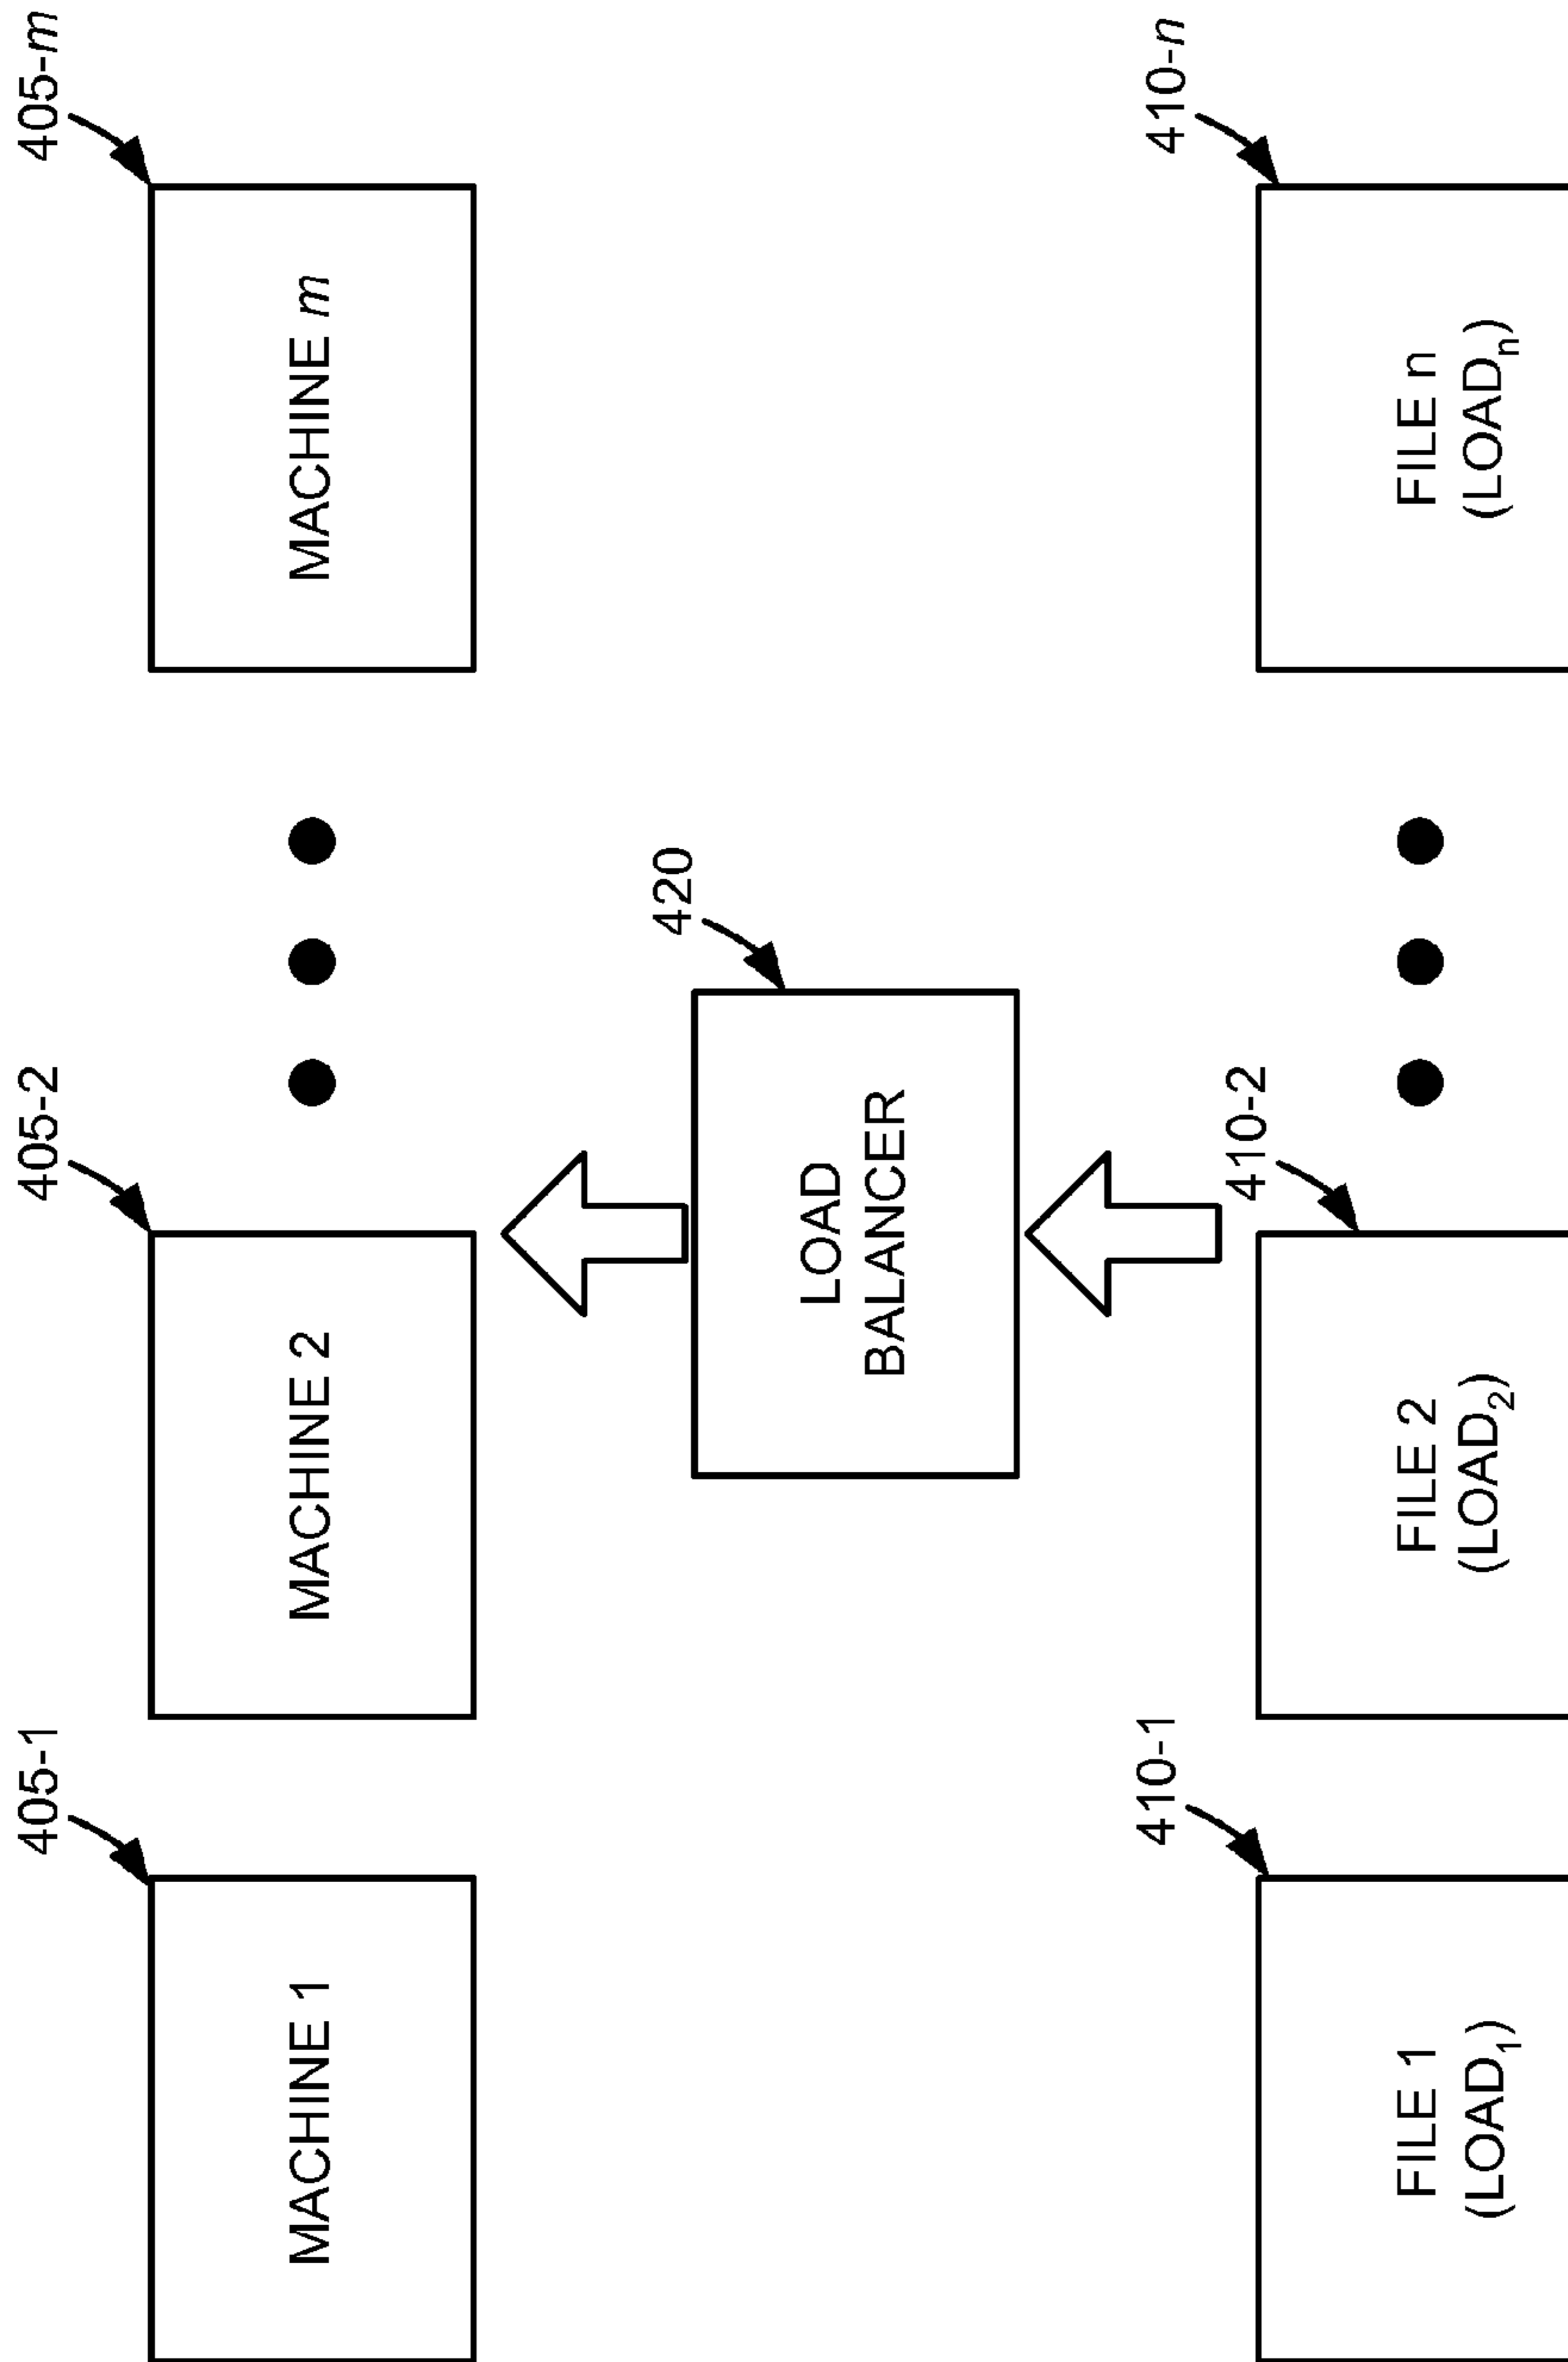 405-1
405-2
405-m
MACHINE 1
MACHINE 2
MACHINE m
420
LOAD
BALANCER
410-1
410-2
410-n
FILE 1
(LOAD₁)
FILE 2
(LOAD₂)
FILE n
(LOADₙ)